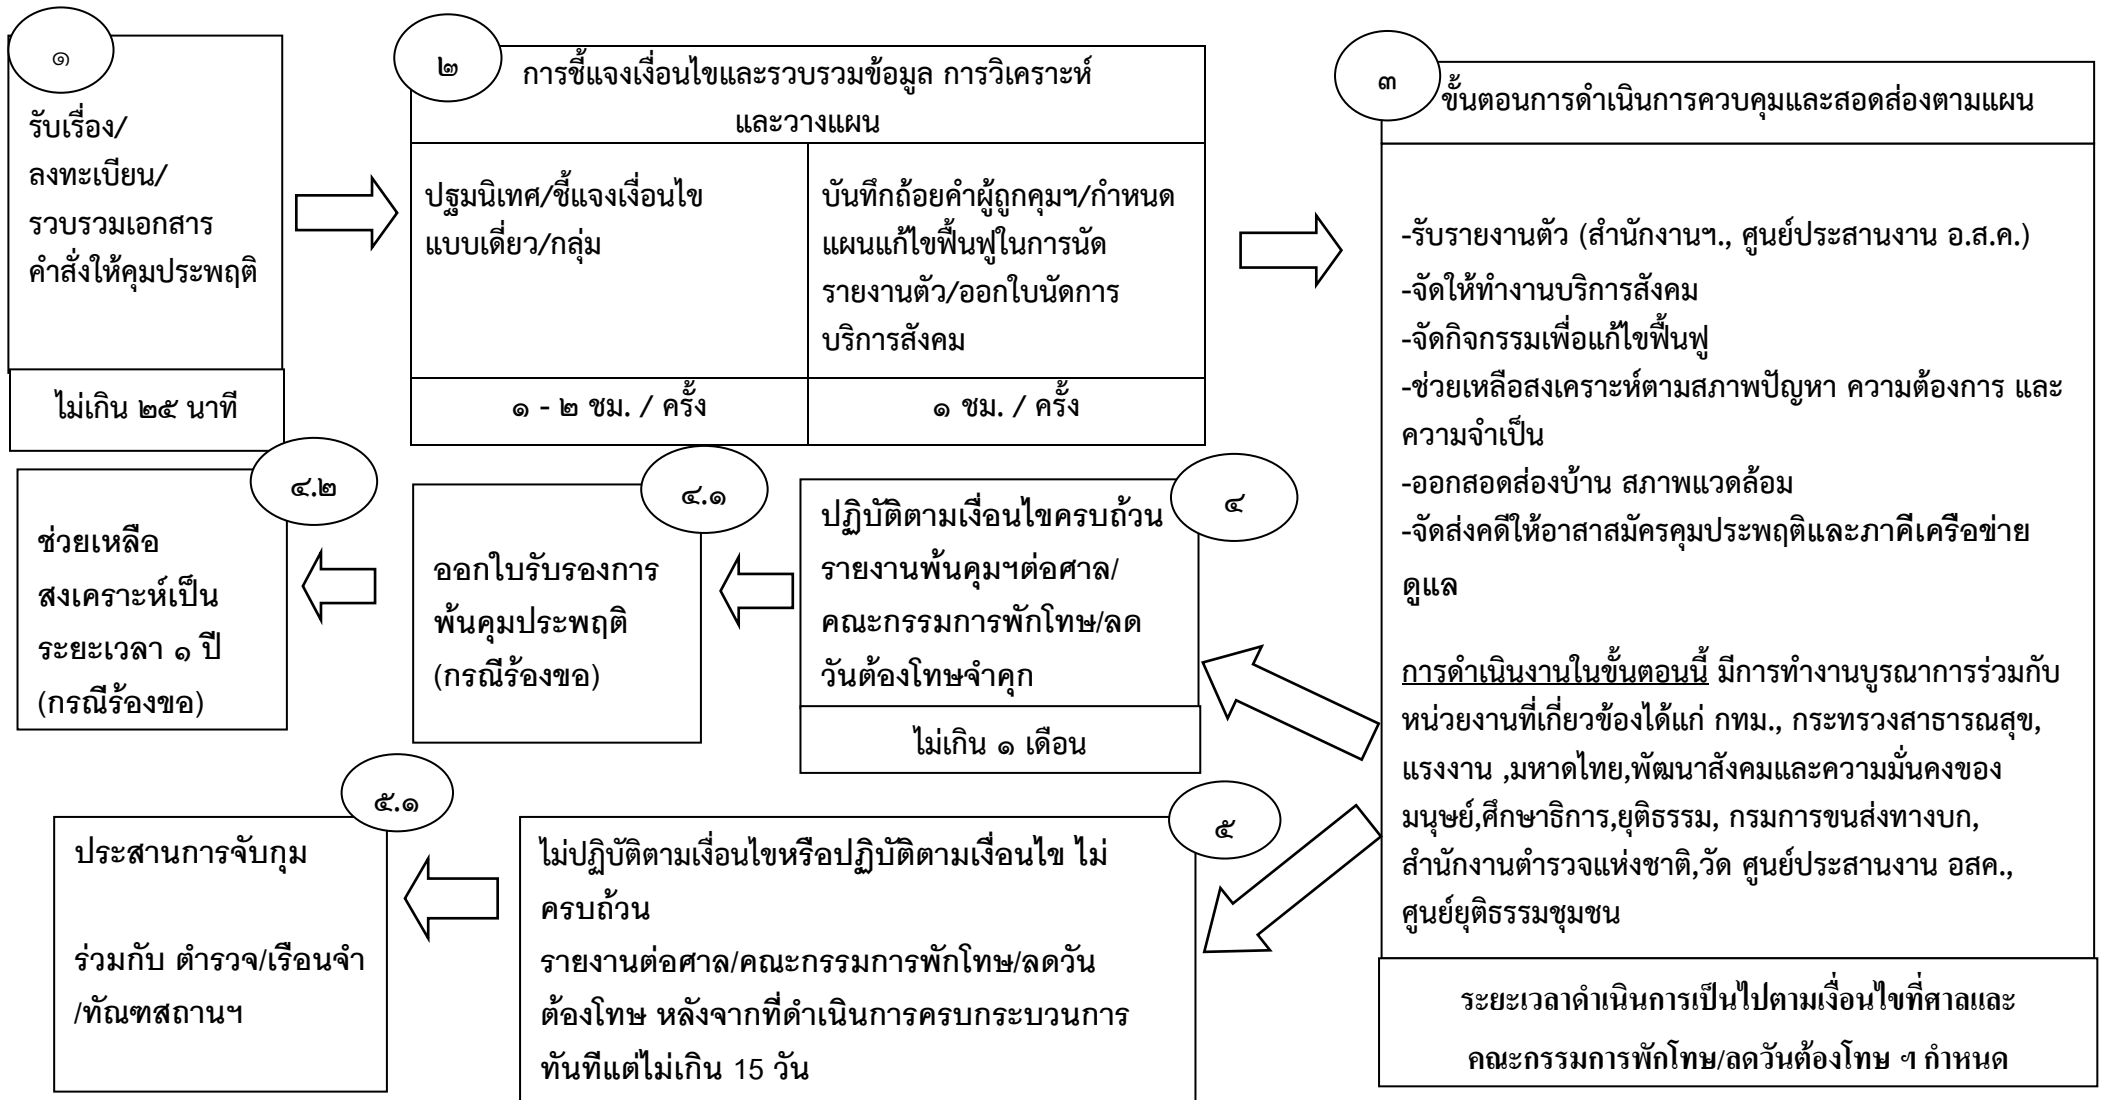 ๑
รับเรื่อง/
ลงทะเบียน/
รวบรวมเอกสาร
คำสั่งให้คุมประพฤติ
ไม่เกิน ๒๕ นาที
๒
การชี้แจงเงื่อนไขและรวบรวมข้อมูล การวิเคราะห์
และวางแผน
ปฐมนิเทศ/ชี้แจงเงื่อนไข
แบบเดี่ยว/กลุ่ม
๑ - ๒ ชม. / ครั้ง
บันทึกถ้อยคำผู้ถูกคุมฯ/กำหนด
แผนแก้ไขฟื้นฟูในการนัด
รายงานตัว/ออกใบนัดการ
บริการสังคม
๑ ชม. / ครั้ง
๓
ขั้นตอนการดำเนินการควบคุมและสอดส่องตามแผน
-รับรายงานตัว (สำนักงานฯ., ศูนย์ประสานงาน อ.ส.ค.)
-จัดให้ทำงานบริการสังคม
-จัดกิจกรรมเพื่อแก้ไขฟื้นฟู
-ช่วยเหลือสงเคราะห์ตามสภาพปัญหา ความต้องการ และ
ความจำเป็น
-ออกสอดส่องบ้าน สภาพแวดล้อม
-จัดส่งคดีให้อาสาสมัครคุมประพฤติและภาคีเครือข่าย
ดูแล
การดำเนินงานในขั้นตอนนี้ มีการทำงานบูรณาการร่วมกับ
หน่วยงานที่เกี่ยวข้องได้แก่ กทม., กระทรวงสาธารณสุข,
แรงงาน ,มหาดไทย,พัฒนาสังคมและความมั่นคงของ
มนุษย์,ศึกษาธิการ,ยุติธรรม, กรมการขนส่งทางบก,
สำนักงานตำรวจแห่งชาติ,วัด ศูนย์ประสานงาน อสค.,
ศูนย์ยุติธรรมชุมชน
ระยะเวลาดำเนินการเป็นไปตามเงื่อนไขที่ศาลและ
คณะกรรมการพักโทษ/ลดวันต้องโทษ ฯ กำหนด
๔
ปฏิบัติตามเงื่อนไขครบถ้วน
รายงานพ้นคุมฯต่อศาล/
คณะกรรมการพักโทษ/ลด
วันต้องโทษจำคุก
ไม่เกิน ๑ เดือน
๔.๑
ออกใบรับรองการ
พ้นคุมประพฤติ
(กรณีร้องขอ)
๔.๒
ช่วยเหลือ
สงเคราะห์เป็น
ระยะเวลา ๑ ปี
(กรณีร้องขอ)
๕
ไม่ปฏิบัติตามเงื่อนไขหรือปฏิบัติตามเงื่อนไข ไม่
ครบถ้วน
รายงานต่อศาล/คณะกรรมการพักโทษ/ลดวัน
ต้องโทษ หลังจากที่ดำเนินการครบกระบวนการ
ทันทีแต่ไม่เกิน 15 วัน
๕.๑
ประสานการจับกุม
ร่วมกับ ตำรวจ/เรือนจำ
/ทัณฑสถานฯ